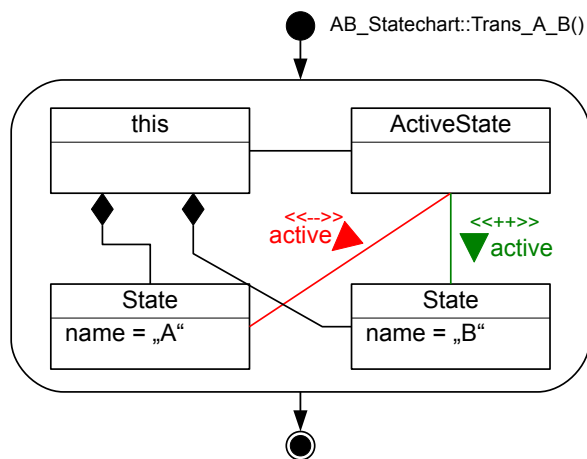 AB_Statechart::Trans_A_B()
this
ActiveState
<<-->>
active
<<++>>
active
State
name = „A“
State
name = „B“